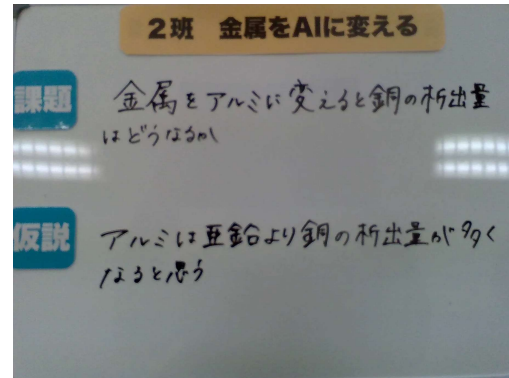 2班 金属をAlに変える
課題
金属をアルミに変えると銅の析出量
はどうなるか
仮説
アルミは亜鉛より銅の析出量が多く
なると思う